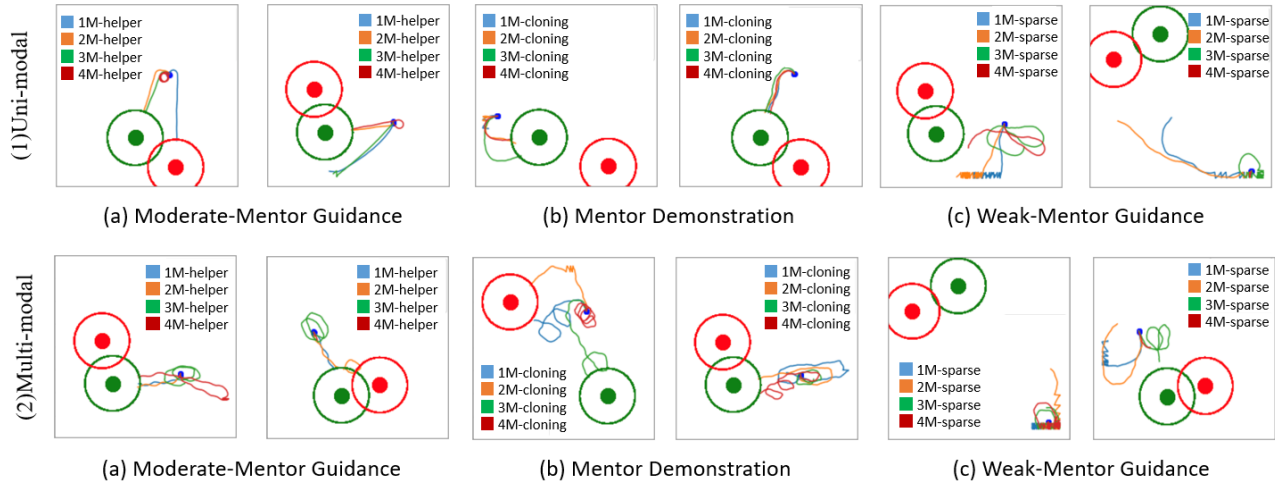 (1)Uni-modal
1M-helper
2M-helper
3M-helper
4M-helper
1M-helper
2M-helper
3M-helper
4M-helper
1M-cloning
2M-cloning
3M-cloning
4M-cloning
1M-cloning
2M-cloning
3M-cloning
4M-cloning
1M-sparse
2M-sparse
3M-sparse
4M-sparse
1M-sparse
2M-sparse
3M-sparse
4M-sparse
(a) Moderate-Mentor Guidance
(b) Mentor Demonstration
(c) Weak-Mentor Guidance
(2)Multi-modal
1M-helper
2M-helper
3M-helper
4M-helper
1M-helper
2M-helper
3M-helper
4M-helper
1M-cloning
2M-cloning
3M-cloning
4M-cloning
1M-cloning
2M-cloning
3M-cloning
4M-cloning
1M-sparse
2M-sparse
3M-sparse
4M-sparse
1M-sparse
2M-sparse
3M-sparse
4M-sparse
(a) Moderate-Mentor Guidance
(b) Mentor Demonstration
(c) Weak-Mentor Guidance